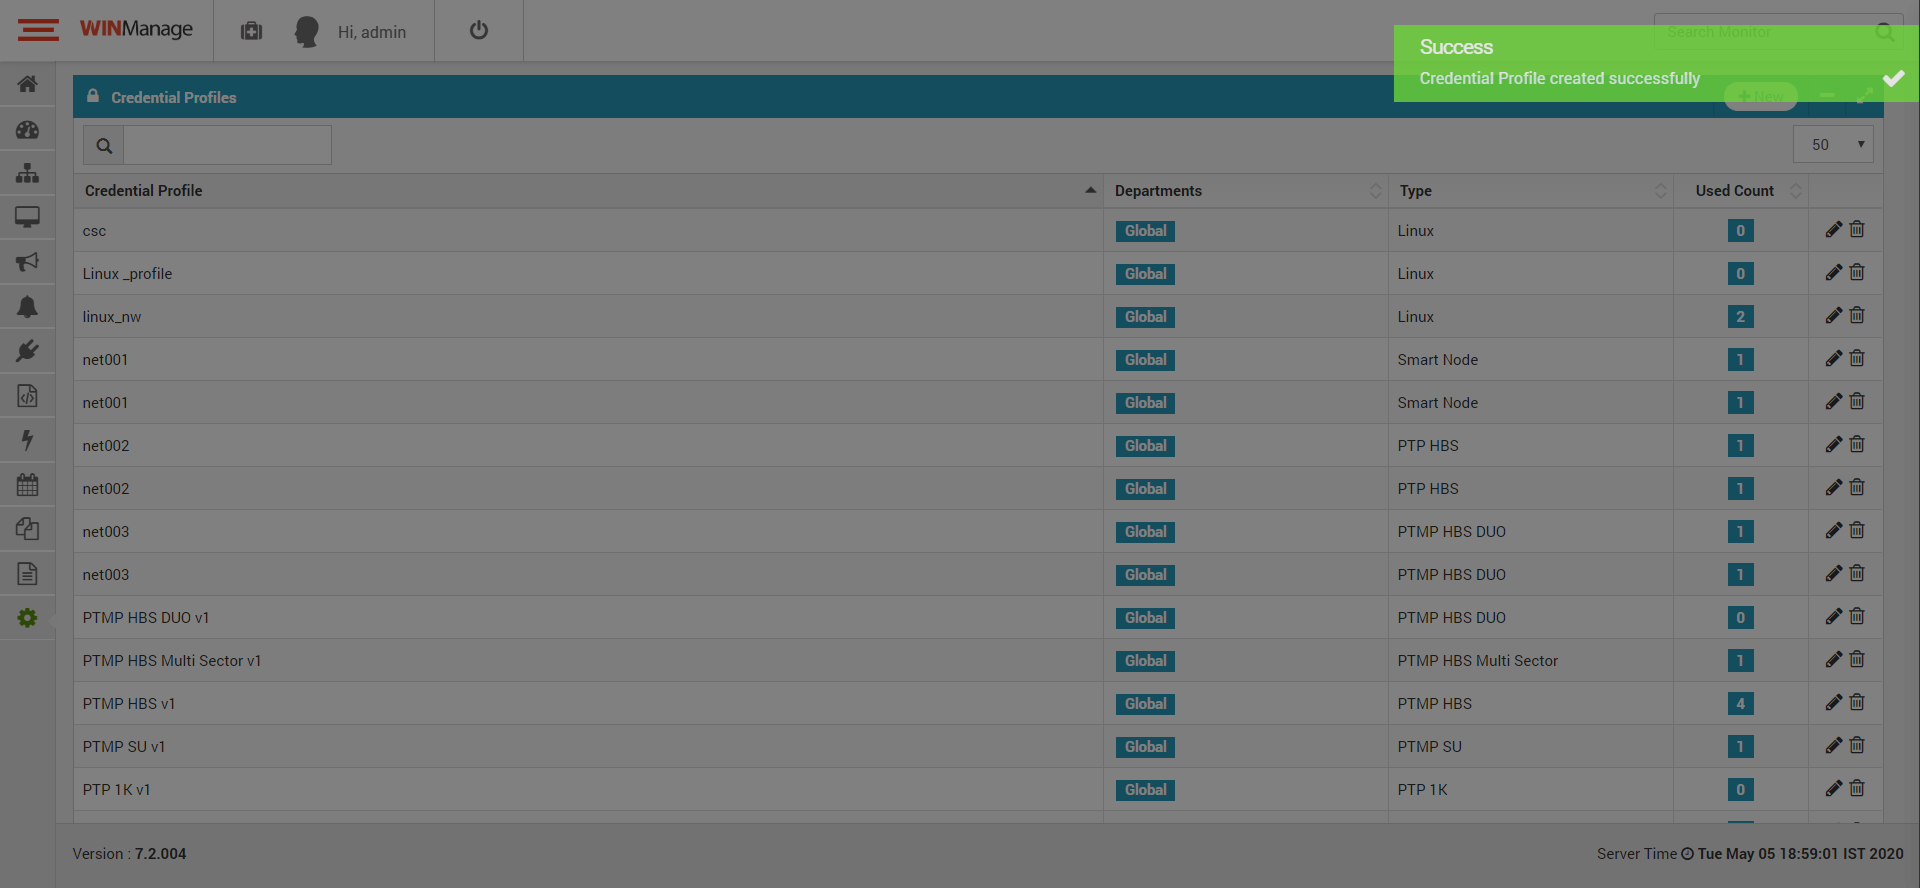 WINManage
Hi, admin
Search Monitor
Success
Credential Profile created successfully
Credential Profiles
New
50
Credential Profile Departments Type Used Count
csc Global Linux 0
Linux _profile Global Linux 0
linux_nw Global Linux 2
net001 Global Smart Node 1
net001 Global Smart Node 1
net002 Global PTP HBS 1
net002 Global PTP HBS 1
net003 Global PTMP HBS DUO 1
net003 Global PTMP HBS DUO 1
PTMP HBS DUO v1 Global PTMP HBS DUO 0
PTMP HBS Multi Sector v1 Global PTMP HBS Multi Sector 1
PTMP HBS v1 Global PTMP HBS 4
PTMP SU v1 Global PTMP SU 1
PTP 1K v1 Global PTP 1K 0
Version : 7.2.004
Server Time Tue May 05 18:59:01 IST 2020